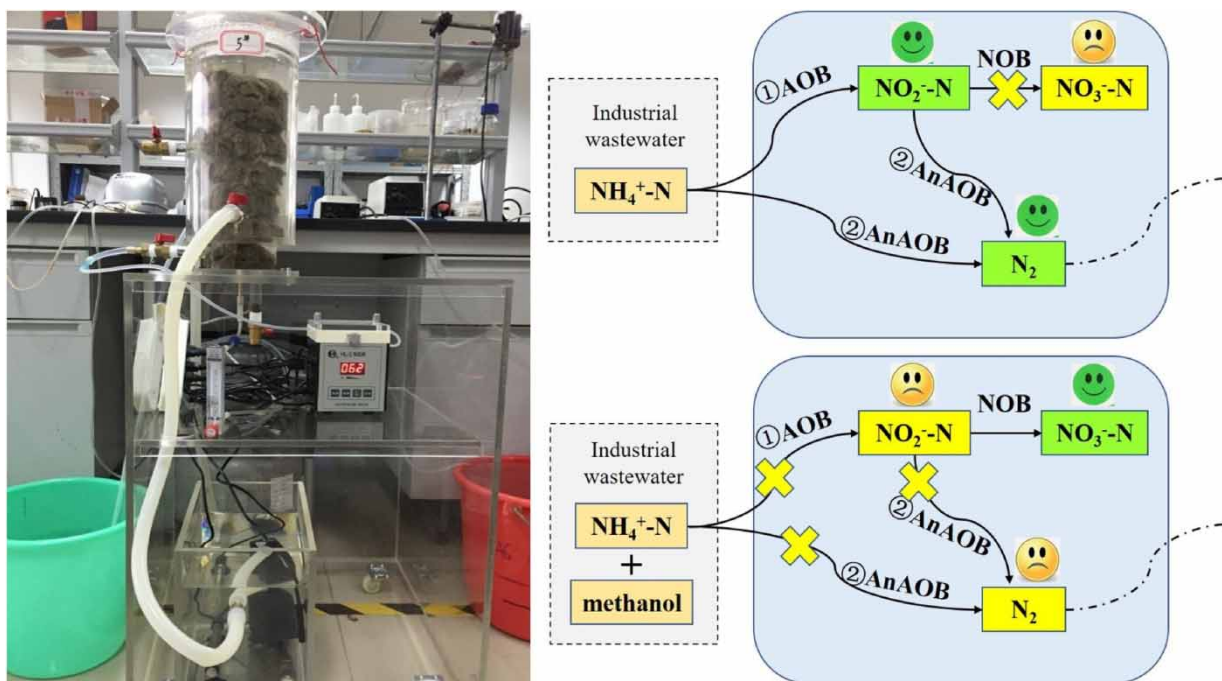 5#
062
Industrial
wastewater
NH₄⁺-N
①AOB
NO₂⁻-N
NOB
NO₃⁻-N
②AnAOB
②AnAOB
N₂
Industrial
wastewater
NH₄⁺-N
+
methanol
①AOB
NO₂⁻-N
NOB
NO₃⁻-N
②AnAOB
②AnAOB
N₂